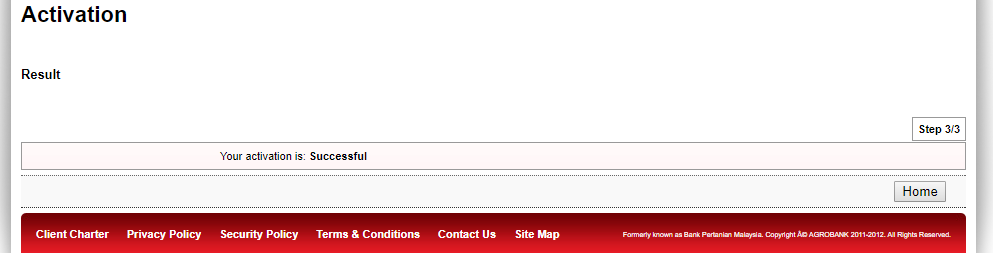 Activation
Result
Step 3/3
Your activation is: Successful
Home
Client Charter Privacy Policy Security Policy Terms & Conditions Contact Us Site Map Formerly known as Bank Pertanian Malaysia. Copyright Â© AGROBANK 2011-2012. All Rights Reserved.